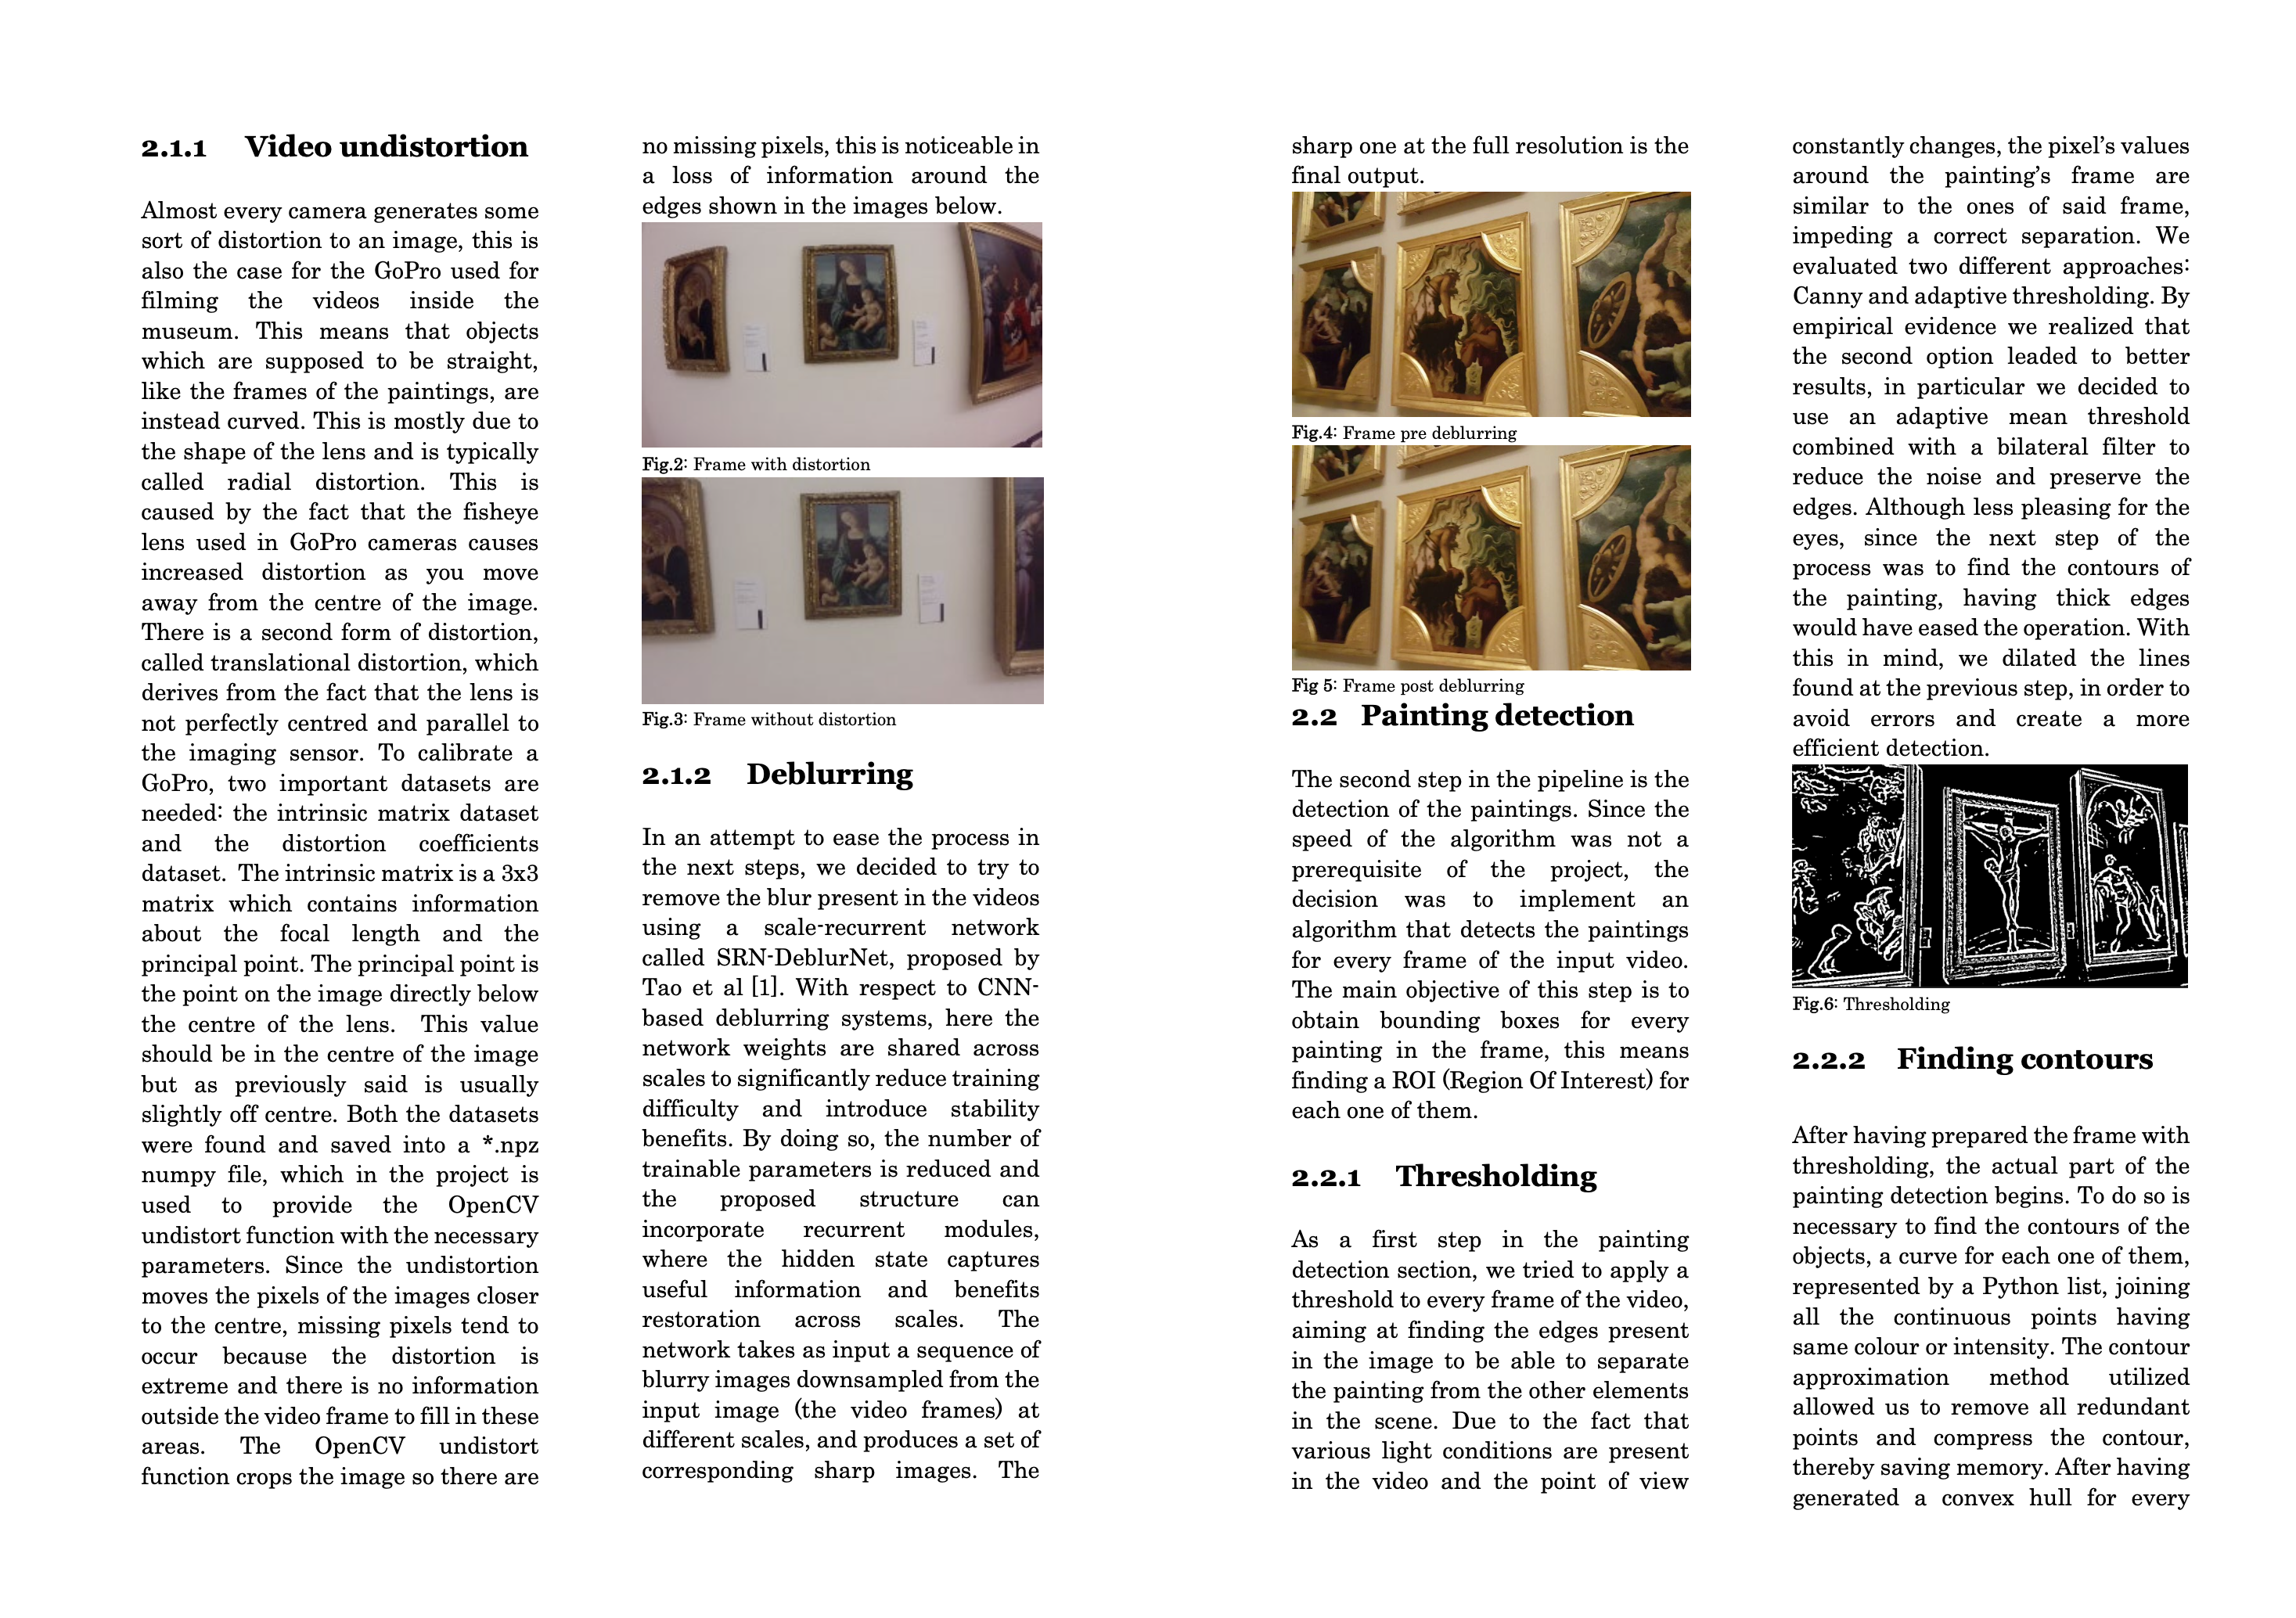 2.1.1 Video undistortion
Almost every camera generates some
sort of distortion to an image, this is
also the case for the GoPro used for
filming the videos inside the
museum. This means that objects
which are supposed to be straight,
like the frames of the paintings, are
instead curved. This is mostly due to
the shape of the lens and is typically
called radial distortion. This is
caused by the fact that the fisheye
lens used in GoPro cameras causes
increased distortion as you move
away from the centre of the image.
There is a second form of distortion,
called translational distortion, which
derives from the fact that the lens is
not perfectly centred and parallel to
the imaging sensor. To calibrate a
GoPro, two important datasets are
needed: the intrinsic matrix dataset
and the distortion coefficients
dataset. The intrinsic matrix is a 3x3
matrix which contains information
about the focal length and the
principal point. The principal point is
the point on the image directly below
the centre of the lens. This value
should be in the centre of the image
but as previously said is usually
slightly off centre. Both the datasets
were found and saved into a *.npz
numpy file, which in the project is
used to provide the OpenCV
undistort function with the necessary
parameters. Since the undistortion
moves the pixels of the images closer
to the centre, missing pixels tend to
occur because the distortion is
extreme and there is no information
outside the video frame to fill in these
areas. The OpenCV undistort
function crops the image so there are
no missing pixels, this is noticeable in
a loss of information around the
edges shown in the images below.
Fig.2: Frame with distortion
Fig.3: Frame without distortion
2.1.2 Deblurring
In an attempt to ease the process in
the next steps, we decided to try to
remove the blur present in the videos
using a scale-recurrent network
called SRN-DeblurNet, proposed by
Tao et al [1]. With respect to CNN-
based deblurring systems, here the
network weights are shared across
scales to significantly reduce training
difficulty and introduce stability
benefits. By doing so, the number of
trainable parameters is reduced and
the proposed structure can
incorporate recurrent modules,
where the hidden state captures
useful information and benefits
restoration across scales. The
network takes as input a sequence of
blurry images downsampled from the
input image (the video frames) at
different scales, and produces a set of
corresponding sharp images. The
sharp one at the full resolution is the
final output.
Fig.4: Frame pre deblurring
Fig 5: Frame post deblurring
2.2 Painting detection
The second step in the pipeline is the
detection of the paintings. Since the
speed of the algorithm was not a
prerequisite of the project, the
decision was to implement an
algorithm that detects the paintings
for every frame of the input video.
The main objective of this step is to
obtain bounding boxes for every
painting in the frame, this means
finding a ROI (Region Of Interest) for
each one of them.
2.2.1 Thresholding
As a first step in the painting
detection section, we tried to apply a
threshold to every frame of the video,
aiming at finding the edges present
in the image to be able to separate
the painting from the other elements
in the scene. Due to the fact that
various light conditions are present
in the video and the point of view
constantly changes, the pixel's values
around the painting's frame are
similar to the ones of said frame,
impeding a correct separation. We
evaluated two different approaches:
Canny and adaptive thresholding. By
empirical evidence we realized that
the second option leaded to better
results, in particular we decided to
use an adaptive mean threshold
combined with a bilateral filter to
reduce the noise and preserve the
edges. Although less pleasing for the
eyes, since the next step of the
process was to find the contours of
the painting, having thick edges
would have eased the operation. With
this in mind, we dilated the lines
found at the previous step, in order to
avoid errors and create a more
efficient detection.
Fig.6: Thresholding
2.2.2 Finding contours
After having prepared the frame with
thresholding, the actual part of the
painting detection begins. To do so is
necessary to find the contours of the
objects, a curve for each one of them,
represented by a Python list, joining
all the continuous points having
same colour or intensity. The contour
approximation method utilized
allowed us to remove all redundant
points and compress the contour,
thereby saving memory. After having
generated a convex hull for every